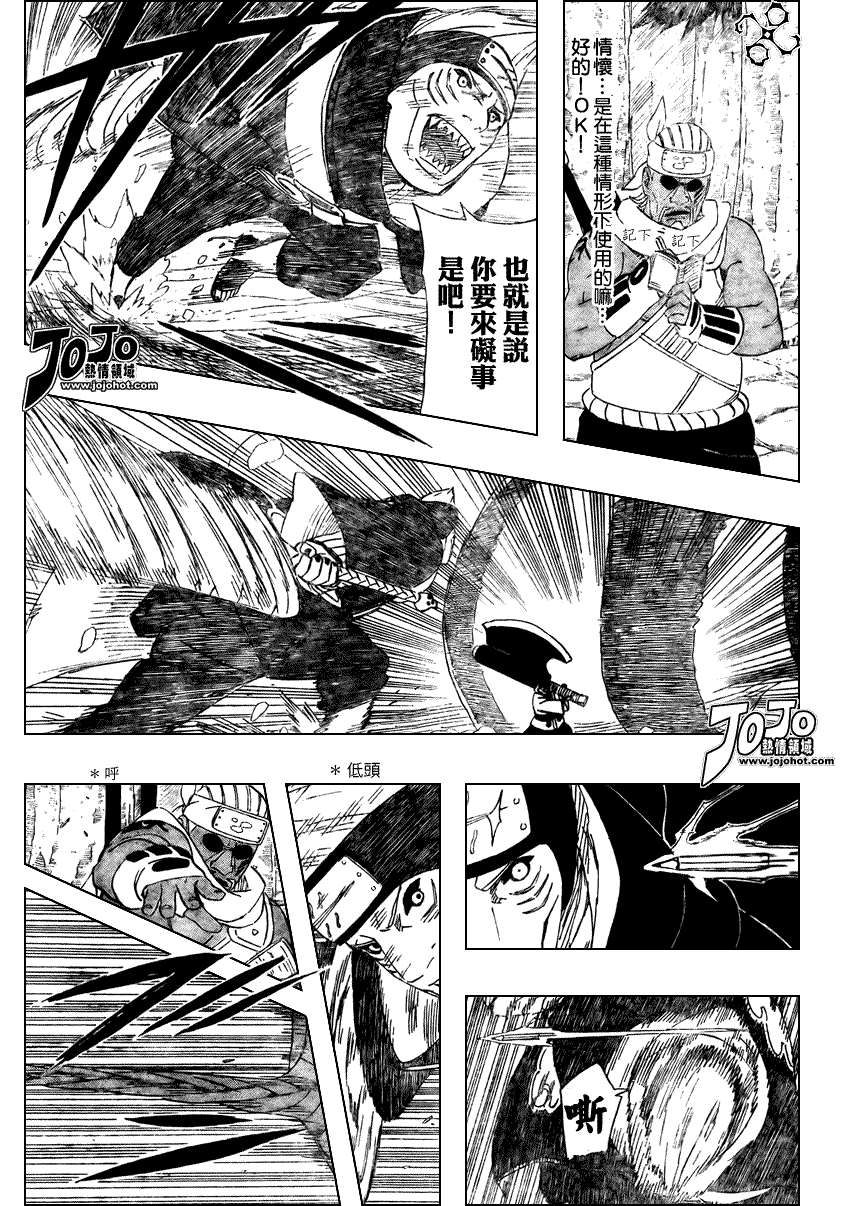 情懷…是在這種情形下使用的嘛…
好的！ＯＫ！
記下
記下
也就是說
你要來礙事
是吧！
JOJO
熱情領域
www.jojohot.com
JOJO
熱情領域
www.jojohot.com
＊低頭
＊呼
嘶